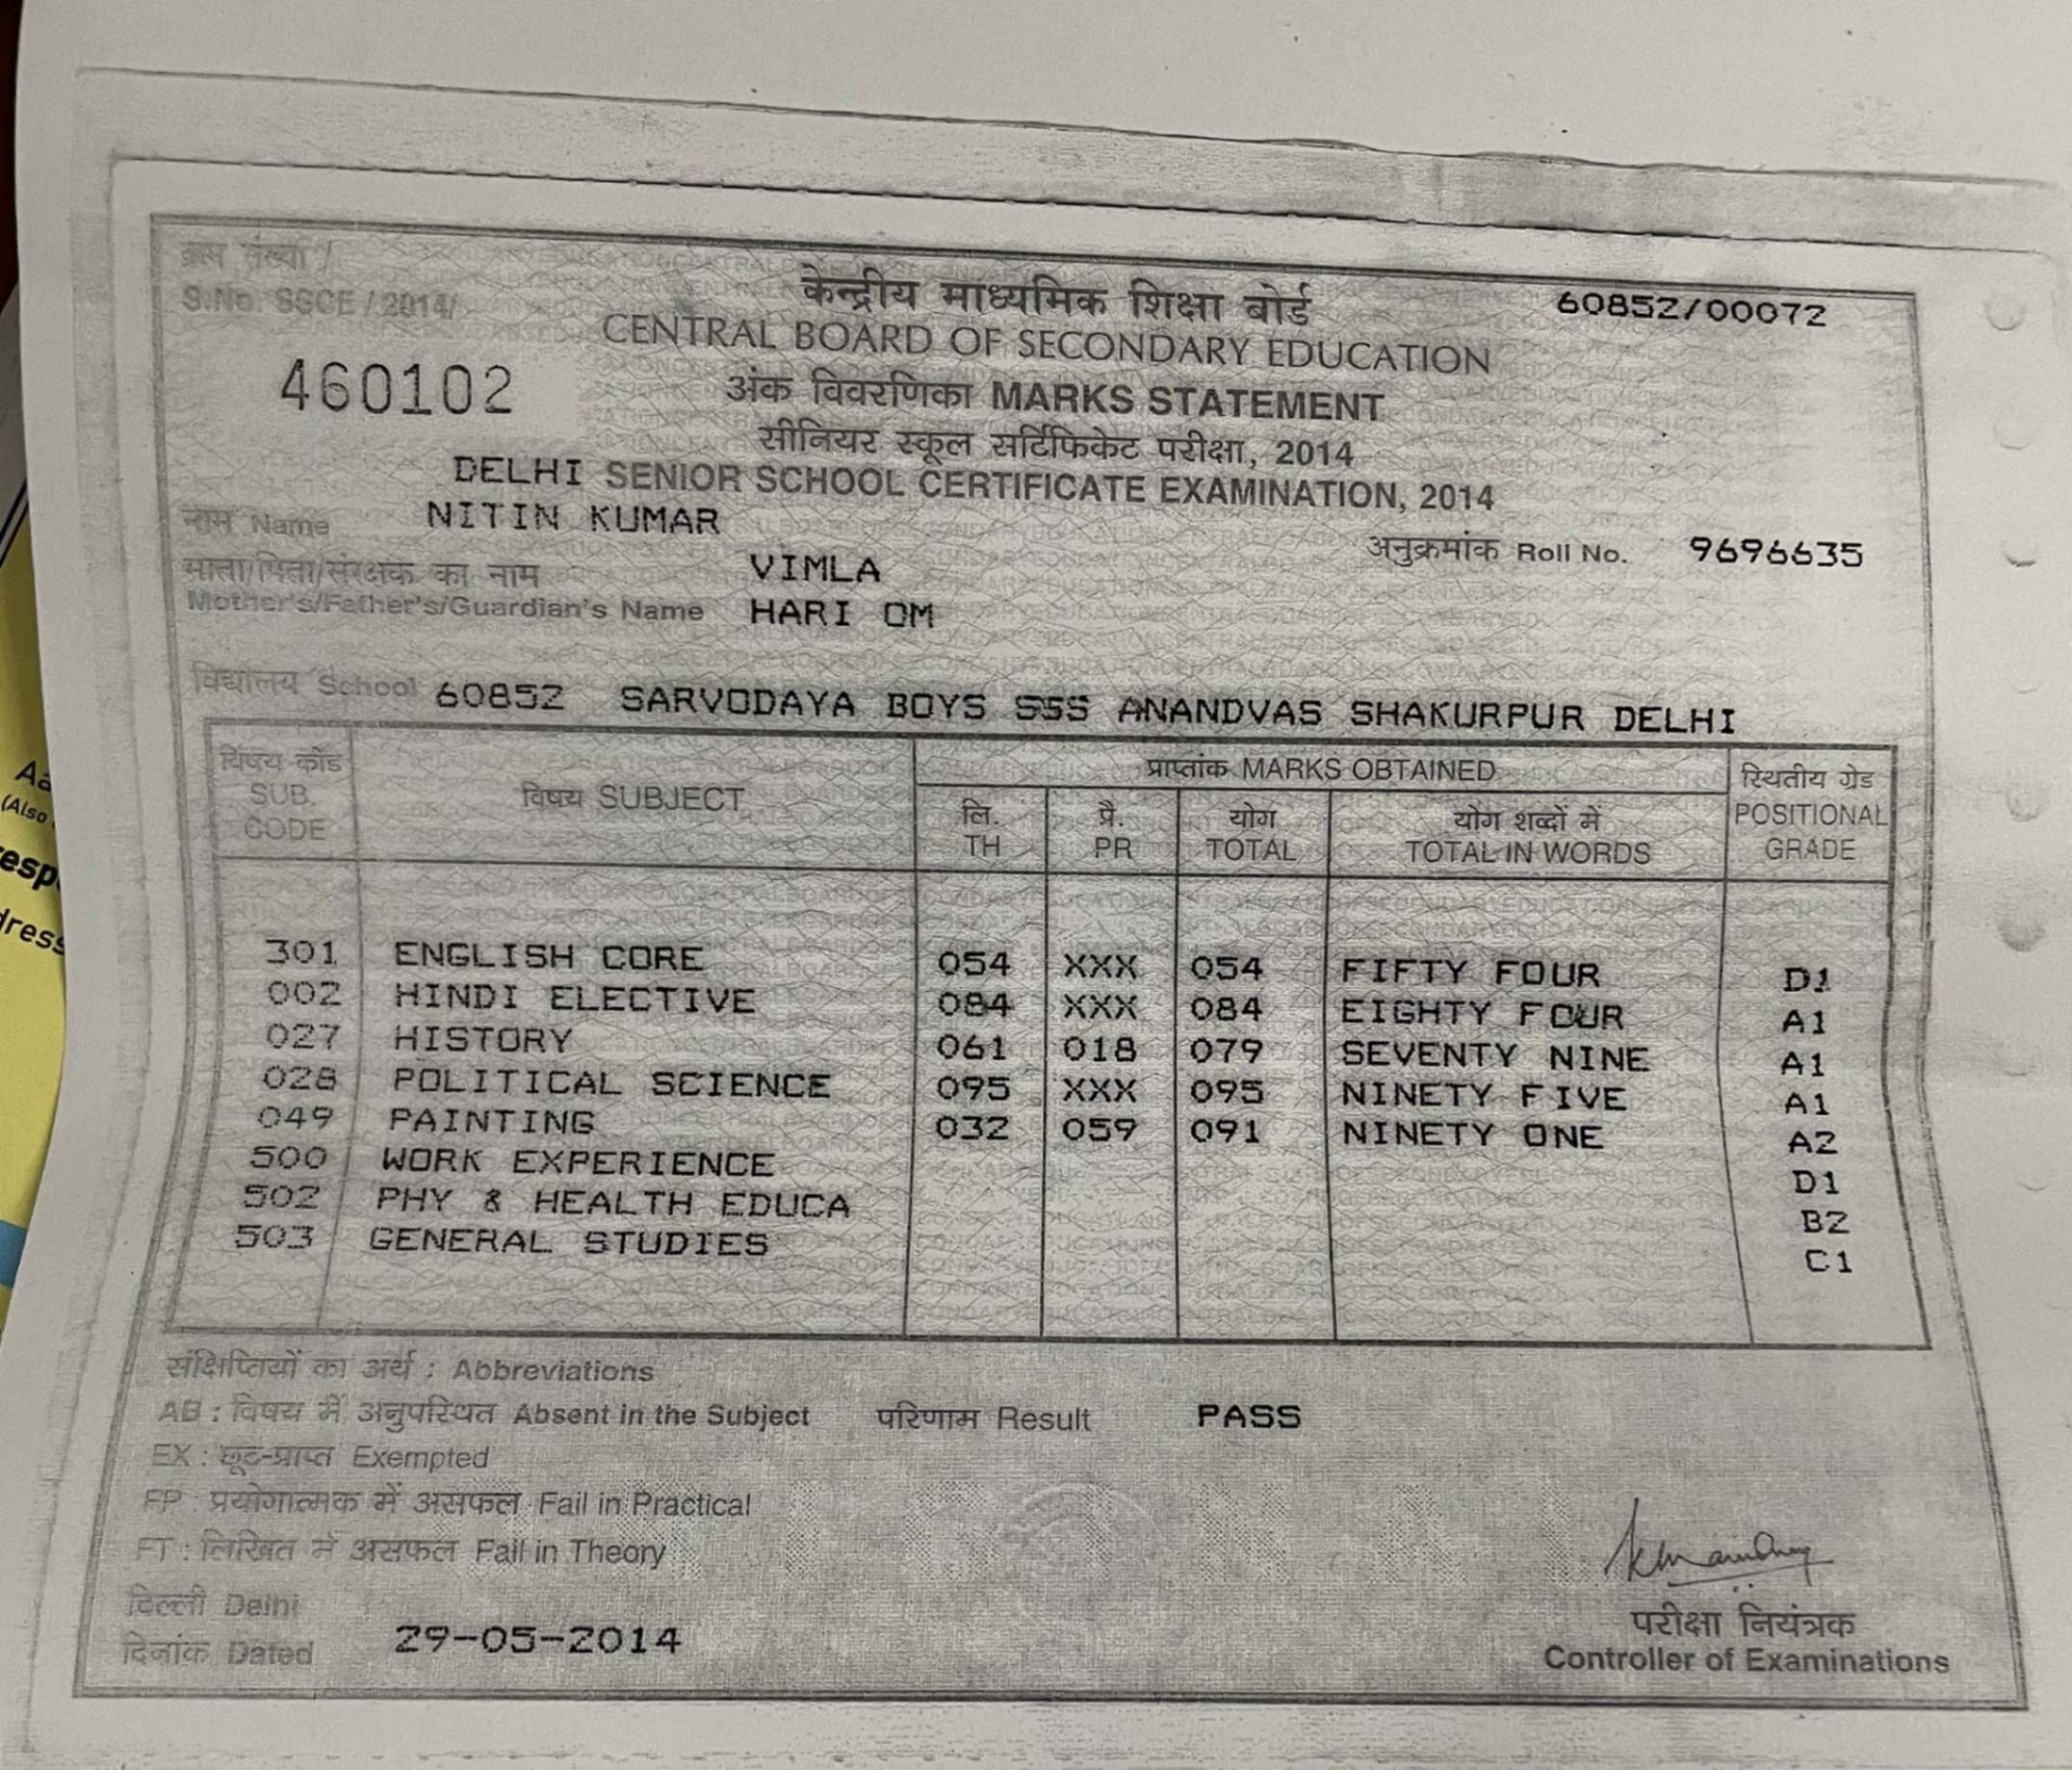 क्रम संख्या /
S.No. SSCE / 2014/
460102
60852/00072
केन्द्रीय माध्यमिक शिक्षा बोर्ड
CENTRAL BOARD OF SECONDARY EDUCATION
अंक विवरणिका MARKS STATEMENT
सीनियर स्कूल सर्टिफिकेट परीक्षा, 2014
DELHI SENIOR SCHOOL CERTIFICATE EXAMINATION, 2014
नाम Name NITIN KUMAR
अनुक्रमांक Roll No. 9696635
माता/पिता/संरक्षक का नाम VIMLA
Mother's/Father's/Guardian's Name HARI OM
विद्यालय School 60852 SARVODAYA BOYS SSS ANANDVAS SHAKURPUR DELHI
विषय कोड SUB. CODE
विषय SUBJECT
प्राप्तांक MARKS OBTAINED
लि. TH
प्रै. PR
योग TOTAL
योग शब्दों में TOTAL IN WORDS
स्थितीय ग्रेड POSITIONAL GRADE
301 ENGLISH CORE 054 XXX 054 FIFTY FOUR D1
002 HINDI ELECTIVE 084 XXX 084 EIGHTY FOUR A1
027 HISTORY 061 018 079 SEVENTY NINE A1
028 POLITICAL SCIENCE 095 XXX 095 NINETY FIVE A1
049 PAINTING 032 059 091 NINETY ONE A2
500 WORK EXPERIENCE D1
502 PHY & HEALTH EDUCA B2
503 GENERAL STUDIES C1
संक्षिप्तियों का अर्थ : Abbreviations
AB : विषय में अनुपस्थित Absent in the Subject परिणाम Result PASS
EX : छूट-प्राप्त Exempted
FP : प्रयोगात्मक में असफल Fail in Practical
FT : लिखित में असफल Fail in Theory
दिल्ली Delhi
दिनांक Dated 29-05-2014
परीक्षा नियंत्रक
Controller of Examinations